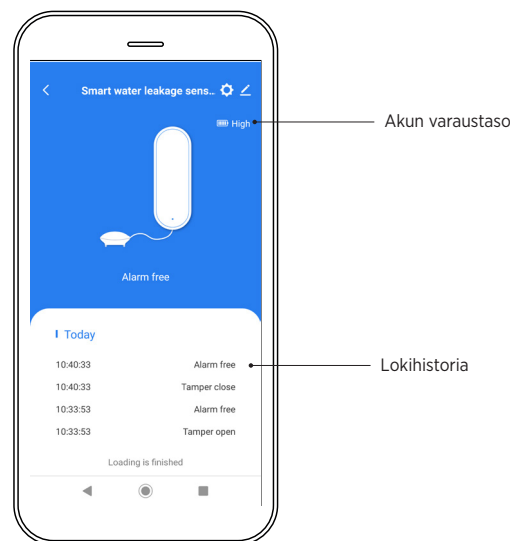 Smart water leakage sens..
High
Akun varaustaso
Alarm free
Today
10:40:33 Alarm free
Lokihistoria
10:40:33 Tamper close
10:33:53 Alarm free
10:33:53 Tamper open
Loading is finished